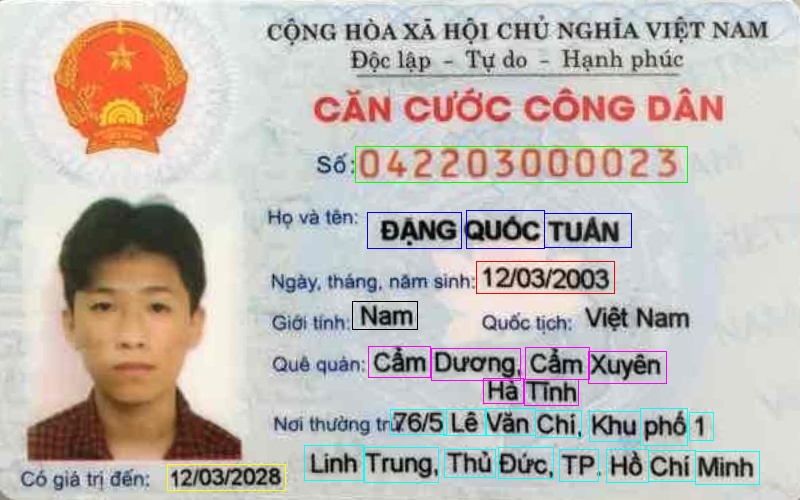 CỘNG HÒA XÃ HỘI CHỦ NGHĨA VIỆT NAM
Độc lập - Tự do - Hạnh phúc
CĂN CƯỚC CÔNG DÂN
Số: 042203000023
Họ và tên: ĐẶNG QUỐC TUẤN
Ngày, tháng, năm sinh: 12/03/2003
Giới tính: Nam Quốc tịch: Việt Nam
Quê quán: Cẩm Dương, Cẩm Xuyên
Hà Tĩnh
Nơi thường trú: 76/5 Lê Văn Chí, Khu phố 1
Linh Trung, Thủ Đức, TP. Hồ Chí Minh
Có giá trị đến: 12/03/2028